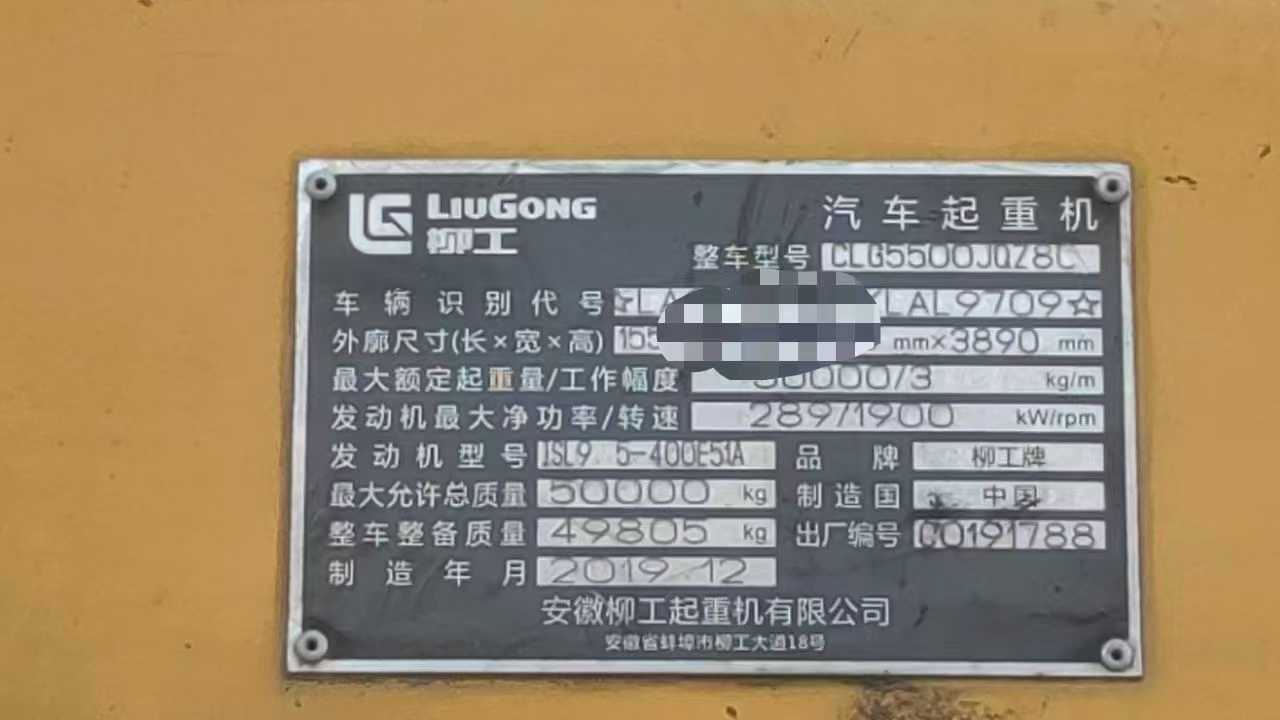 LIUGONG
柳工
汽车起重机
整车型号 CLG5500JQZ8C
车辆识别代号 ☆LA LAL9709☆
外廓尺寸(长×宽×高) 155 mm×3890 mm
最大额定起重量/工作幅度 0000/3 kg/m
发动机最大净功率/转速 289/1900 kW/rpm
发动机型号 ISL9.5-400E51A 品牌 柳工牌
最大允许总质量 50000 kg 制造国 中国
整车整备质量 49805 kg 出厂编号 C0191788
制造年月 2019.12
安徽柳工起重机有限公司
安徽省蚌埠市柳工大道18号